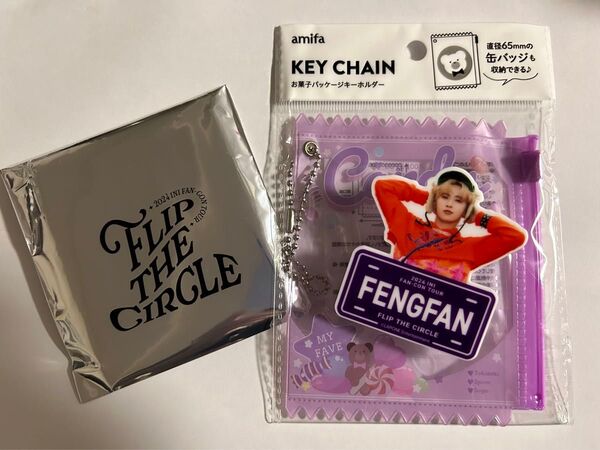 2024 INI FAN-CON TOUR
FLIP
THE
CIRCLE
amifa
KEY CHAIN
お菓子パッケージキーホルダー
直径65mmの
缶バッジも
収納できる♪
Candy
2024 INI
FAN-CON TOUR
FENGFAN
FLIP THE CIRCLE
©LAPONE Entertainment
MY
FAVE